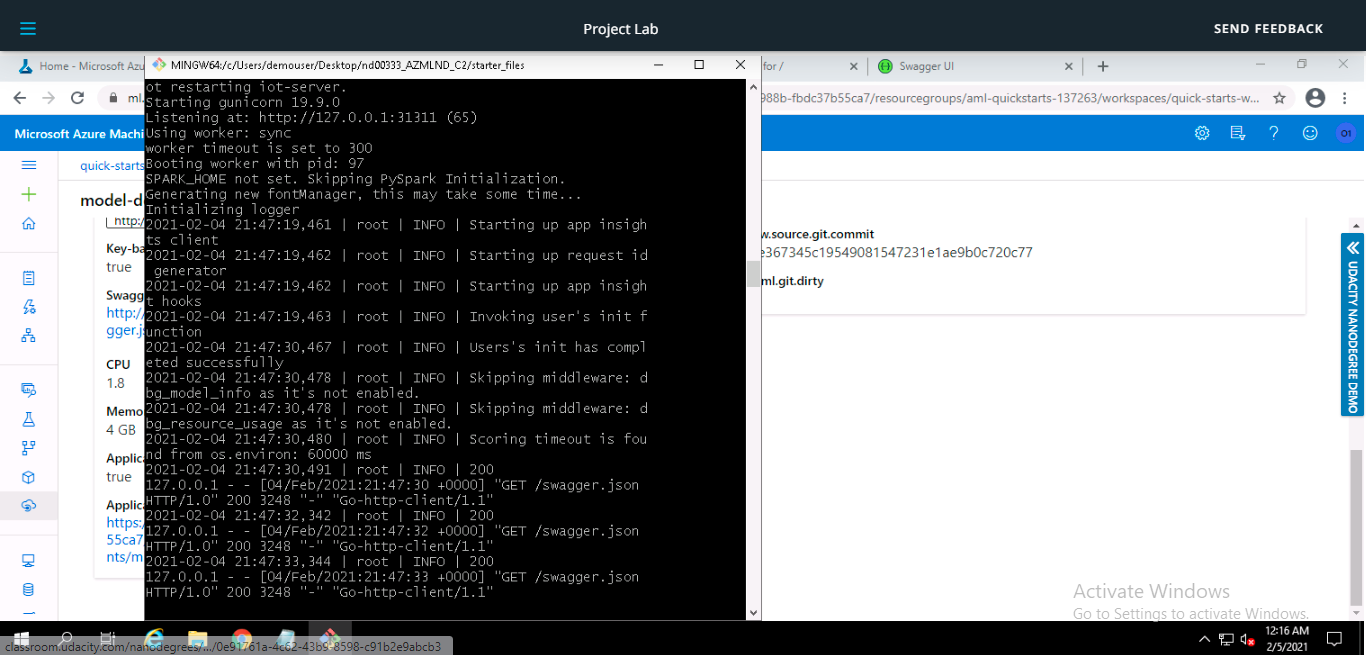 Project Lab
SEND FEEDBACK
Home - Microsoft Azu
MINGW64:/c/Users/demouser/Desktop/nd00333_AZMLND_C2/starter_files
for /
Swagger UI
ml.
988b-fbdc37b55ca7/resourcegroups/aml-quickstarts-137263/workspaces/quick-starts-w...
Microsoft Azure Machi
01
quick-starts
model-d
http:/
Key-ba
true
Swagg
http://
gger.js
CPU
1.8
Memo
4 GB
Applic
true
Applic
https:/
55ca7
nts/m
ot restarting iot-server.
Starting gunicorn 19.9.0
Listening at: http://127.0.0.1:31311 (65)
Using worker: sync
worker timeout is set to 300
Booting worker with pid: 97
SPARK_HOME not set. Skipping PySpark Initialization.
Generating new fontManager, this may take some time...
Initializing logger
2021-02-04 21:47:19,461 | root | INFO | Starting up app insigh
ts client
2021-02-04 21:47:19,462 | root | INFO | Starting up request id
 generator
2021-02-04 21:47:19,462 | root | INFO | Starting up app insigh
t hooks
2021-02-04 21:47:19,463 | root | INFO | Invoking user's init f
unction
2021-02-04 21:47:30,467 | root | INFO | Users's init has compl
eted successfully
2021-02-04 21:47:30,478 | root | INFO | Skipping middleware: d
bg_model_info as it's not enabled.
2021-02-04 21:47:30,478 | root | INFO | Skipping middleware: d
bg_resource_usage as it's not enabled.
2021-02-04 21:47:30,480 | root | INFO | Scoring timeout is fou
nd from os.environ: 60000 ms
2021-02-04 21:47:30,491 | root | INFO | 200
127.0.0.1 - - [04/Feb/2021:21:47:30 +0000] "GET /swagger.json
HTTP/1.0" 200 3248 "-" "Go-http-client/1.1"
2021-02-04 21:47:32,342 | root | INFO | 200
127.0.0.1 - - [04/Feb/2021:21:47:32 +0000] "GET /swagger.json
HTTP/1.0" 200 3248 "-" "Go-http-client/1.1"
2021-02-04 21:47:33,344 | root | INFO | 200
127.0.0.1 - - [04/Feb/2021:21:47:33 +0000] "GET /swagger.json
HTTP/1.0" 200 3248 "-" "Go-http-client/1.1"
w.source.git.commit
e367345c19549081547231e1ae9b0c720c77
ml.git.dirty
UDACITY NANODEGREE DEMO
Activate Windows
Go to Settings to activate Windows.
classroom.udacity.com/nanodegrees/.../0e91761a-4c62-43b9-8598-c91b2e9abcb3
12:16 AM
2/5/2021